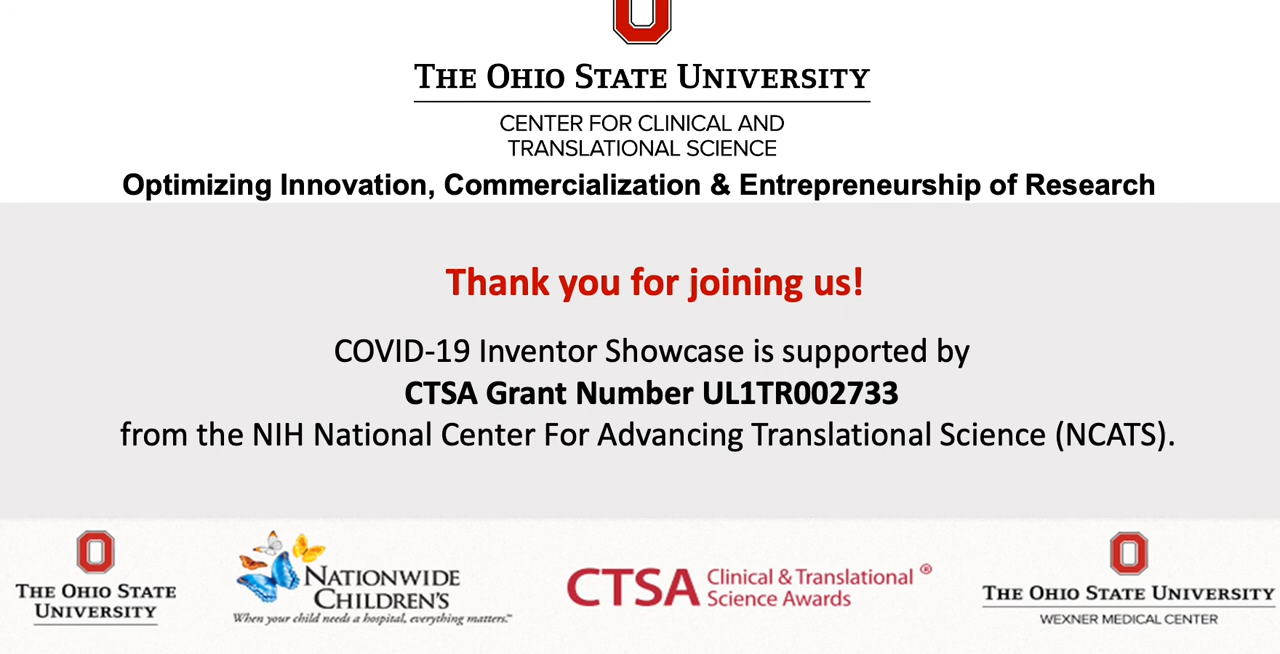 THE OHIO STATE UNIVERSITY
CENTER FOR CLINICAL AND
TRANSLATIONAL SCIENCE
Optimizing Innovation, Commercialization & Entrepreneurship of Research
Thank you for joining us!
COVID-19 Inventor Showcase is supported by
CTSA Grant Number UL1TR002733
from the NIH National Center For Advancing Translational Science (NCATS).
THE OHIO STATE
UNIVERSITY
NATIONWIDE
CHILDREN'S
When your child needs a hospital, everything matters.™
CTSA Clinical & Translational ®
Science Awards
THE OHIO STATE UNIVERSITY
WEXNER MEDICAL CENTER